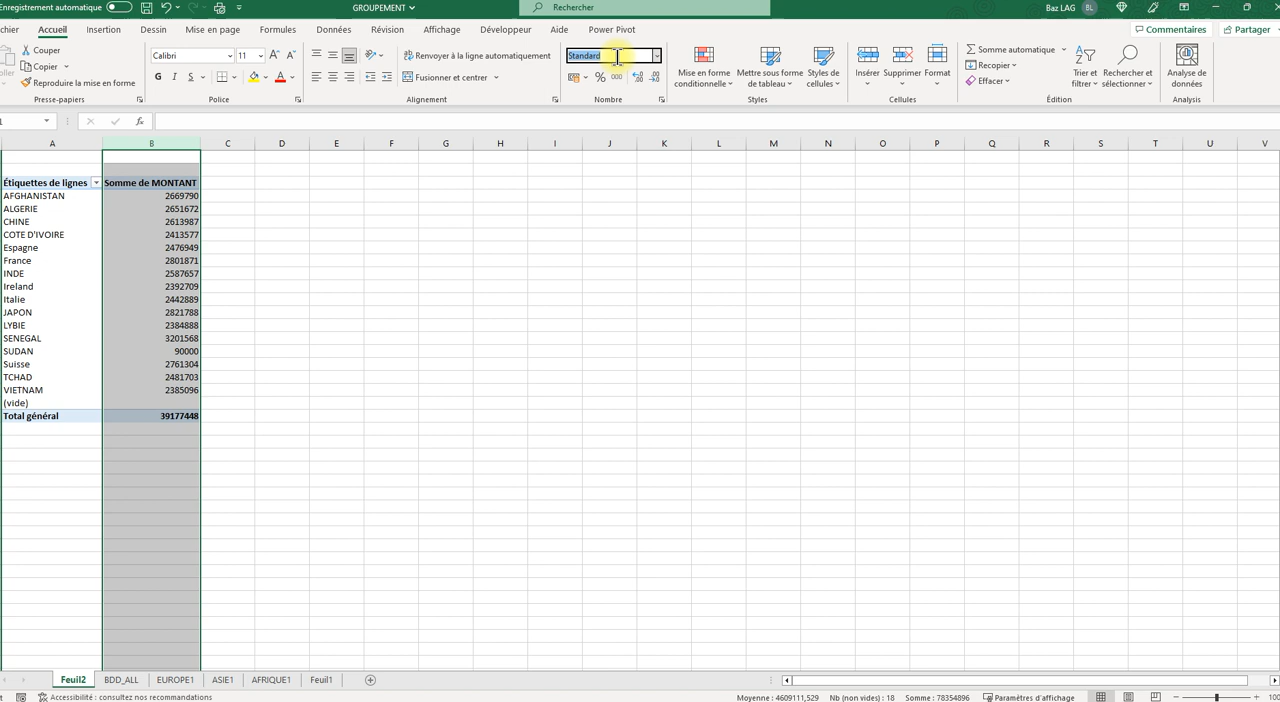 Enregistrement automatique GROUPEMENT Rechercher Baz LAG BL
chier Accueil Insertion Dessin Mise en page Formules Données Révision Affichage Développeur Aide Power Pivot Commentaires Partager
Couper
Copier
Reproduire la mise en forme
Presse-papiers
Calibri 11
G I S
Police
Renvoyer à la ligne automatiquement
Fusionner et centrer
Alignement
Standard
% 000
Nombre
Mise en forme conditionnelle
Mettre sous forme de tableau
Styles de cellules
Styles
Insérer Supprimer Format
Cellules
Somme automatique
Recopier
Effacer
Trier et filtrer
Rechercher et sélectionner
Édition
Analyse de données
Analysis
1 fx
A B C D E F G H I J K L M N O P Q R S T U V
Étiquettes de lignes Somme de MONTANT
AFGHANISTAN 2669790
ALGERIE 2651672
CHINE 2613987
COTE D'IVOIRE 2413577
Espagne 2476949
France 2801871
INDE 2587657
Ireland 2392709
Italie 2442889
JAPON 2821788
LYBIE 2384888
SENEGAL 3201568
SUDAN 90000
Suisse 2761304
TCHAD 2481703
VIETNAM 2385096
(vide)
Total général 39177448
Feuil2 BDD_ALL EUROPE1 ASIE1 AFRIQUE1 Feuil1
Accessibilité : consultez nos recommandations Moyenne : 4609111,529 Nb (non vides) : 18 Somme : 78354896 Paramètres d'affichage 100